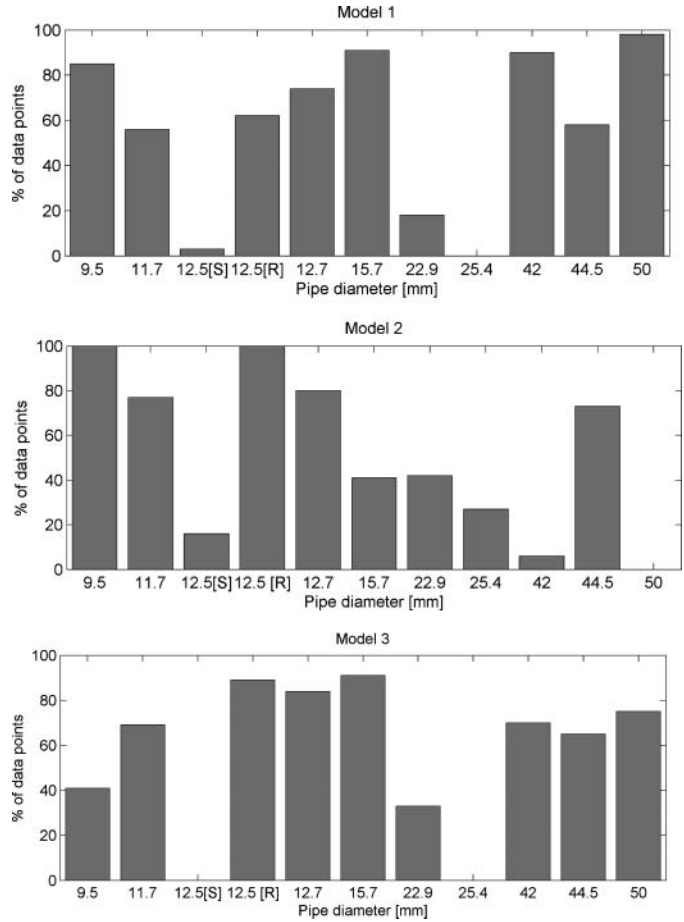 Model 1
100
80
60
40
20
0
% of data points
9.5 11.7 12.5[S] 12.5[R] 12.7 15.7 22.9 25.4 42 44.5 50
Pipe diameter [mm]
Model 2
100
80
60
40
20
0
% of data points
9.5 11.7 12.5[S] 12.5 [R] 12.7 15.7 22.9 25.4 42 44.5 50
Pipe diameter [mm]
Model 3
100
80
60
40
20
0
% of data points
9.5 11.7 12.5[S] 12.5 [R] 12.7 15.7 22.9 25.4 42 44.5 50
Pipe diameter [mm]